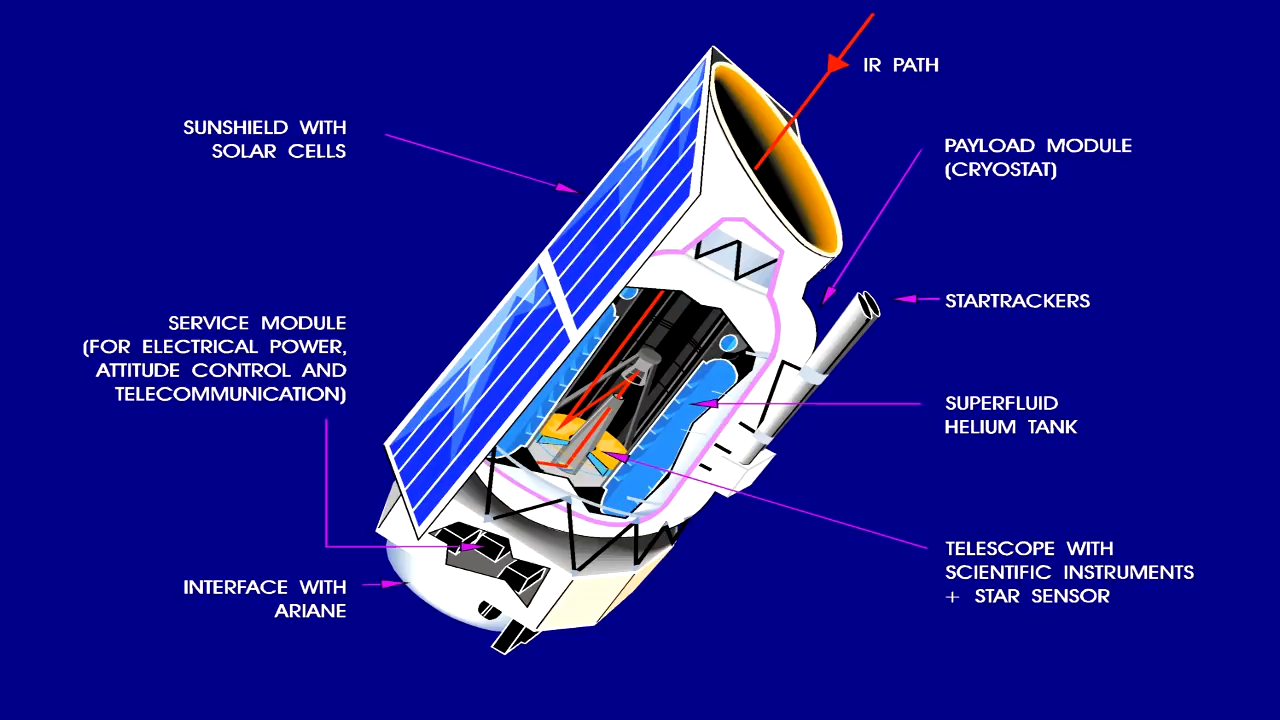 IR PATH
SUNSHIELD WITH
SOLAR CELLS
PAYLOAD MODULE
(CRYOSTAT)
STARTRACKERS
SERVICE MODULE
(FOR ELECTRICAL POWER,
ATTITUDE CONTROL AND
TELECOMMUNICATION)
SUPERFLUID
HELIUM TANK
TELESCOPE WITH
SCIENTIFIC INSTRUMENTS
+ STAR SENSOR
INTERFACE WITH
ARIANE